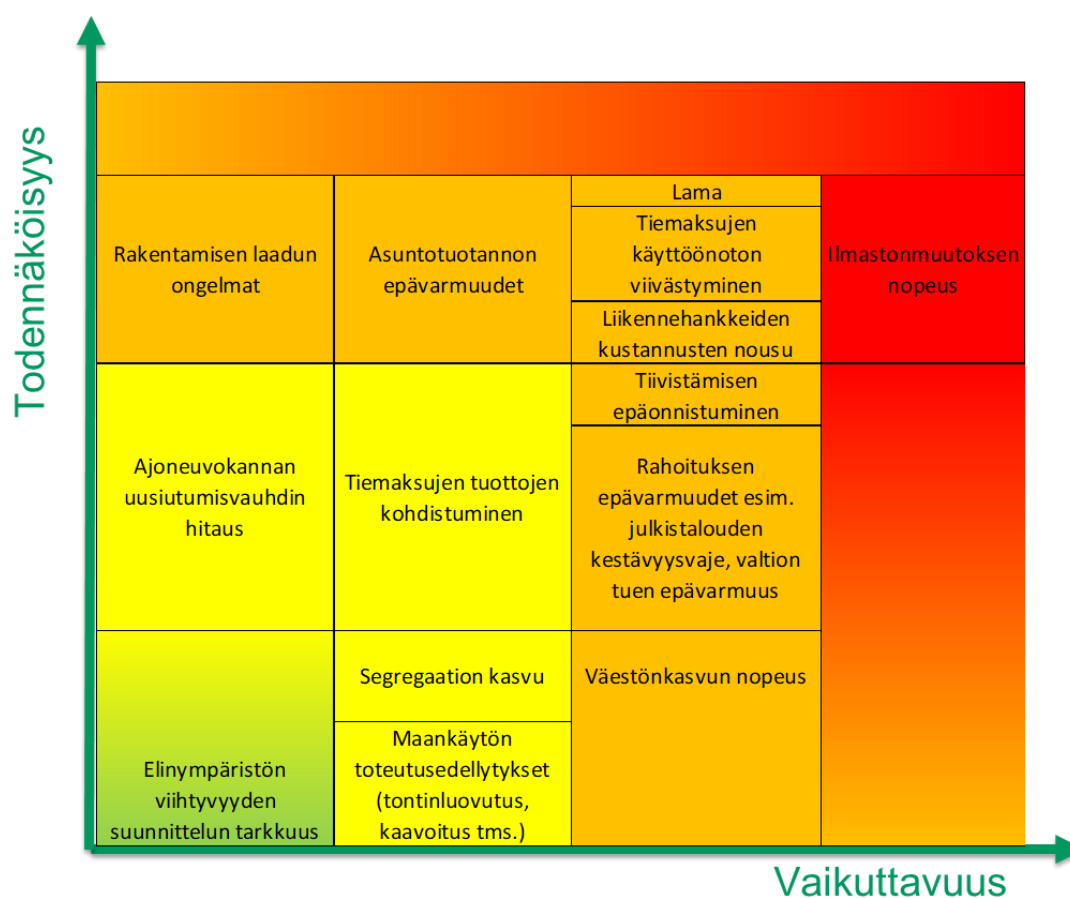 Todennäköisyys
Rakentamisen laadun
ongelmat
Asuntotuotannon
epävarmuudet
Lama
Tiemaksujen
käyttöönoton
viivästyminen
Liikennehankkeiden
kustannusten nousu
Ilmastonmuutoksen
nopeus
Ajoneuvokannan
uusiutumisvauhdin
hitaus
Tiemaksujen tuottojen
kohdistuminen
Tiivistämisen
epäonnistuminen
Rahoituksen
epävarmuudet esim.
julkistalouden
kestävyysvaje, valtion
tuen epävarmuus
Elinympäristön
viihtyvyyden
suunnittelun tarkkuus
Segregaation kasvu
Maankäytön
toteutusedellytykset
(tontinluovutus,
kaavoitus tms.)
Väestönkasvun nopeus
Vaikuttavuus